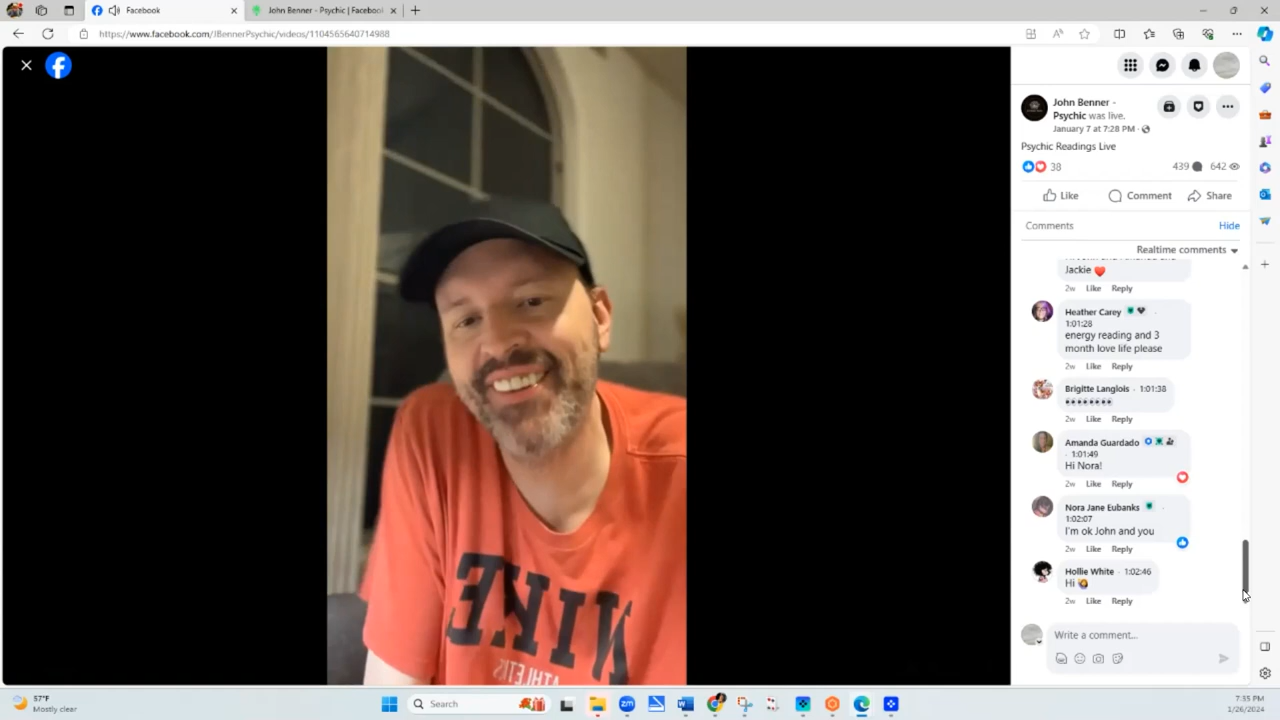 Facebook
John Benner - Psychic | Facebool
https://www.facebook.com/JBennerPsychic/videos/1104565640714988
John Benner -
Psychic was live.
January 7 at 7:28 PM ·
Psychic Readings Live
38
439
642
Like
Comment
Share
Comments
Hide
Realtime comments
Jackie ❤️
2w Like Reply
Heather Carey ·
1:01:28
energy reading and 3
month love life please
2w Like Reply
Brigitte Langlois · 1:01:38
2w Like Reply
Amanda Guardado
· 1:01:49
Hi Nora!
2w Like Reply
Nora Jane Eubanks ·
1:02:07
I'm ok John and you
2w Like Reply
Hollie White · 1:02:46
Hi
2w Like Reply
Write a comment...
NIKE
ATHLETIC
57°F
Mostly clear
Search
7:35 PM
1/26/2024